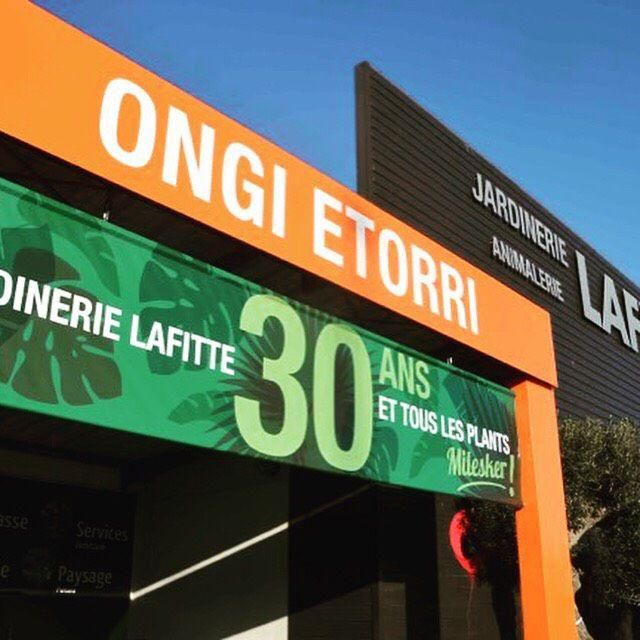 ONGI ETORRI
JARDINERIE
ANIMALERIE
LAF
DINERIE LAFITTE
30
ANS
ET TOUS LES PLANTS
Milesker !
Services
Paysage